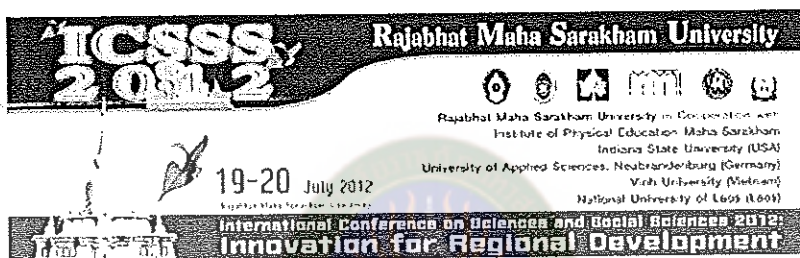 ICSSS
2012
Rajabhat Maha Sarakham University
Rajabhat Maha Sarakham University in Cooperation with
Institute of Physical Education Maha Sarakham
Indiana State University (USA)
University of Applied Sciences, Neubrandenburg (Germany)
Vinh University (Vietnam)
National University of Laos (Laos)
19-20 July 2012
International Conference on Sciences and Social Sciences 2012:
Innovation for Regional Development